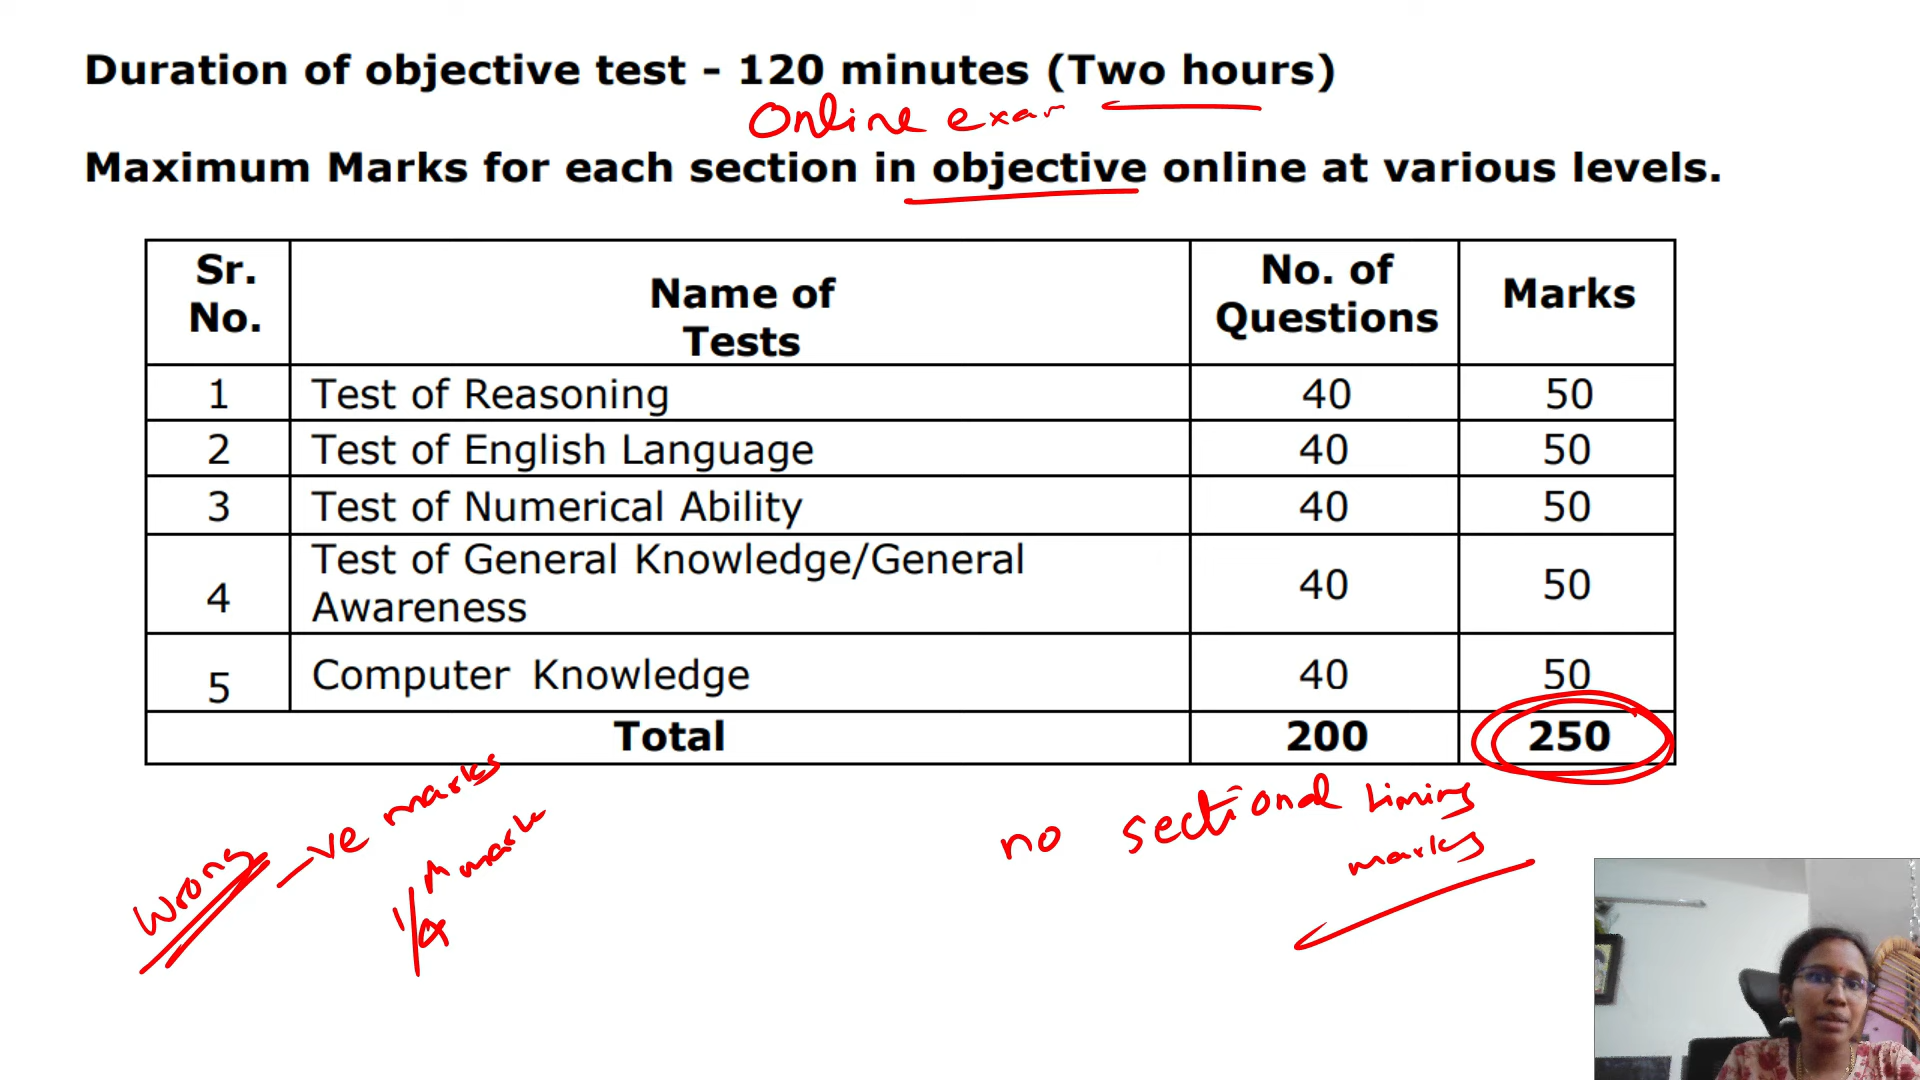 Duration of objective test - 120 minutes (Two hours)
Online exam
Maximum Marks for each section in objective online at various levels.
Sr. No. Name of Tests No. of Questions Marks
1 Test of Reasoning 40 50
2 Test of English Language 40 50
3 Test of Numerical Ability 40 50
4 Test of General Knowledge/General Awareness 40 50
5 Computer Knowledge 40 50
Total 200 250
Wrong -ve marks
1/4 mark
no sectional timing
marks